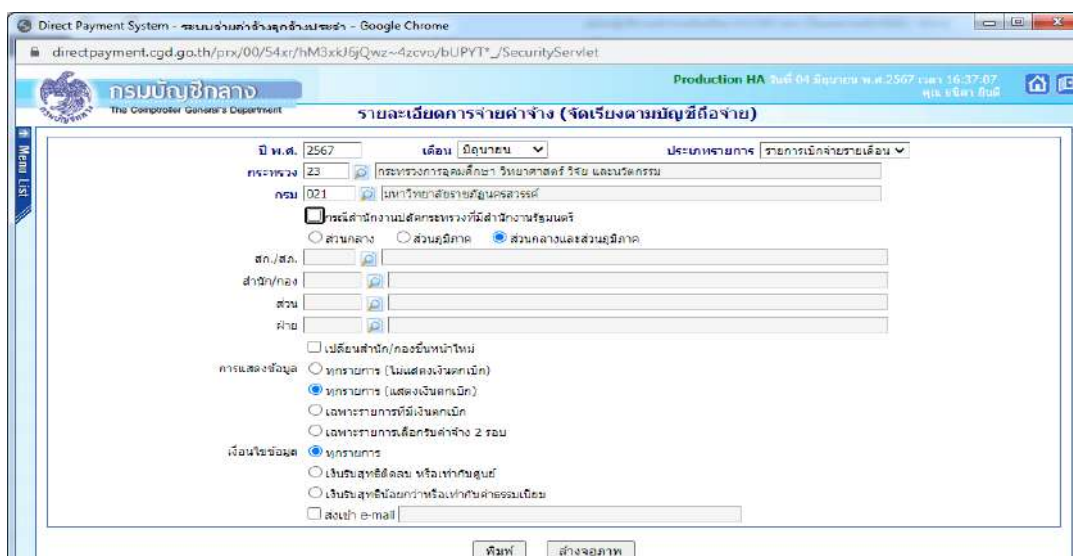 Direct Payment System - ระบบจ่ายค่าจ้างลูกจ้างประจำ - Google Chrome
directpayment.cgd.go.th/prx/00/54xr/hM3xkJ6jQwz~4zcvo/bUPYT*_/SecurityServlet
กรมบัญชีกลาง
The Comptroller General's Department
Production HA วันที่ 04 มิถุนายน พ.ศ.2567 เวลา 16:37:07
คุณ
รายละเอียดการจ่ายค่าจ้าง (จัดเรียงตามบัญชีถือจ่าย)
Menu List
ปี พ.ศ. 2567 เดือน มิถุนายน ประเภทรายการ รายการเบิกจ่ายรายเดือน
กระทรวง 23 กระทรวงการอุดมศึกษา วิทยาศาสตร์ วิจัย และนวัตกรรม
กรม 021 มหาวิทยาลัยราชภัฏนครสวรรค์
กรณีสำนักงานปลัดกระทรวงที่มีสำนักงานรัฐมนตรี
ส่วนกลาง ส่วนภูมิภาค ส่วนกลางและส่วนภูมิภาค
สก./สภ.
สำนัก/กอง
ส่วน
ฝ่าย
เปลี่ยนสำนัก/กองขึ้นหน้าใหม่
การแสดงข้อมูล ทุกรายการ (ไม่แสดงเงินตกเบิก)
ทุกรายการ (แสดงเงินตกเบิก)
เฉพาะรายการที่มีเงินตกเบิก
เฉพาะรายการเลือกรับค่าจ้าง 2 รอบ
เงื่อนไขข้อมูล ทุกรายการ
เงินรับสุทธิติดลบ หรือเท่ากับศูนย์
เงินรับสุทธิน้อยกว่าหรือเท่ากับค่าธรรมเนียม
ส่งเข้า e-mail
พิมพ์ ล้างจอภาพ